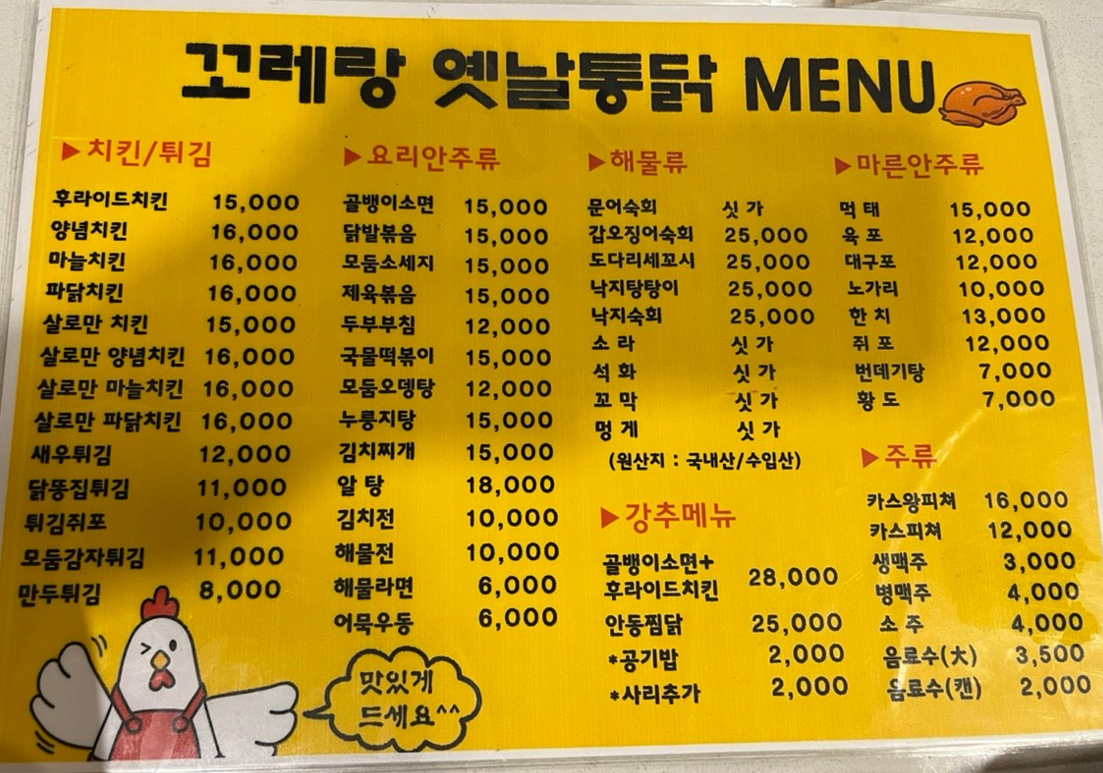 꼬레랑 옛날통닭 MENU
▶치킨/튀김
후라이드치킨 15,000
양념치킨 16,000
마늘치킨 16,000
파닭치킨 16,000
살로만 치킨 15,000
살로만 양념치킨 16,000
살로만 마늘치킨 16,000
살로만 파닭치킨 16,000
새우튀김 12,000
닭똥집튀김 11,000
튀김쥐포 10,000
모둠감자튀김 11,000
만두튀김 8,000
▶요리안주류
골뱅이소면 15,000
닭발볶음 15,000
모둠소세지 15,000
제육볶음 15,000
두부부침 12,000
국물떡볶이 15,000
모둠오뎅탕 12,000
누룽지탕 15,000
김치찌개 15,000
알 탕 18,000
김치전 10,000
해물전 10,000
해물라면 6,000
어묵우동 6,000
맛있게
드세요^^
▶해물류
문어숙회 싯 가
갑오징어숙회 25,000
도다리세꼬시 25,000
낙지탕탕이 25,000
낙지숙회 25,000
소 라 싯 가
석 화 싯 가
꼬 막 싯 가
멍 게 싯 가
(원산지 : 국내산/수입산)
▶강추메뉴
골뱅이소면+
후라이드치킨 28,000
안동찜닭 25,000
*공기밥 2,000
*사리추가 2,000
▶마른안주류
먹 태 15,000
육 포 12,000
대구포 12,000
노가리 10,000
한 치 13,000
쥐 포 12,000
번데기탕 7,000
황 도 7,000
▶주류
카스왕피쳐 16,000
카스피쳐 12,000
생맥주 3,000
병맥주 4,000
소 주 4,000
음료수(大) 3,500
음료수(캔) 2,000